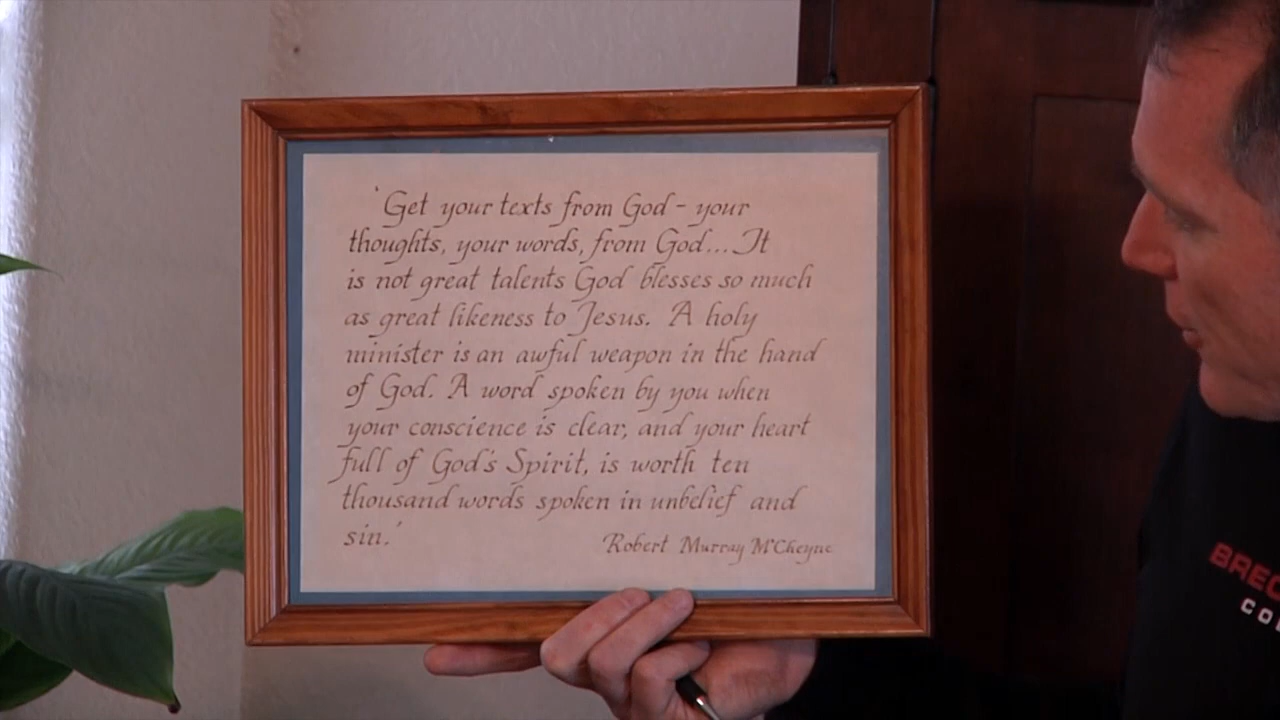 'Get your texts from God - your
thoughts, your words, from God...It
is not great talents God blesses so much
as great likeness to Jesus. A holy
minister is an awful weapon in the hand
of God. A word spoken by you when
your conscience is clear, and your heart
full of God's Spirit, is worth ten
thousand words spoken in unbelief and
sin.'
Robert Murray M'Cheyne